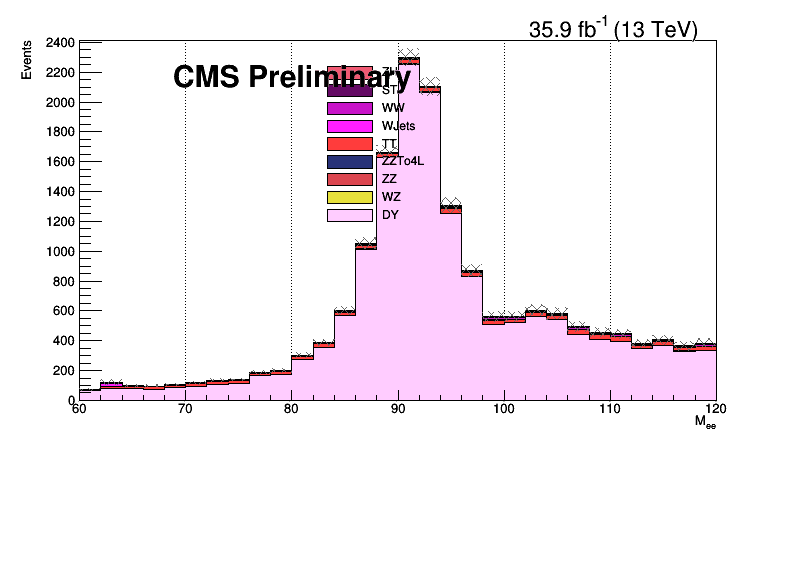 35.9 fb-1 (13 TeV)
Events
2400
2200
2000
1800
1600
1400
1200
1000
800
600
400
200
0
CMS Preliminary
ST
WW
WJets
TT
ZZTo4L
ZZ
WZ
DY
60 70 80 90 100 110 120
Mee